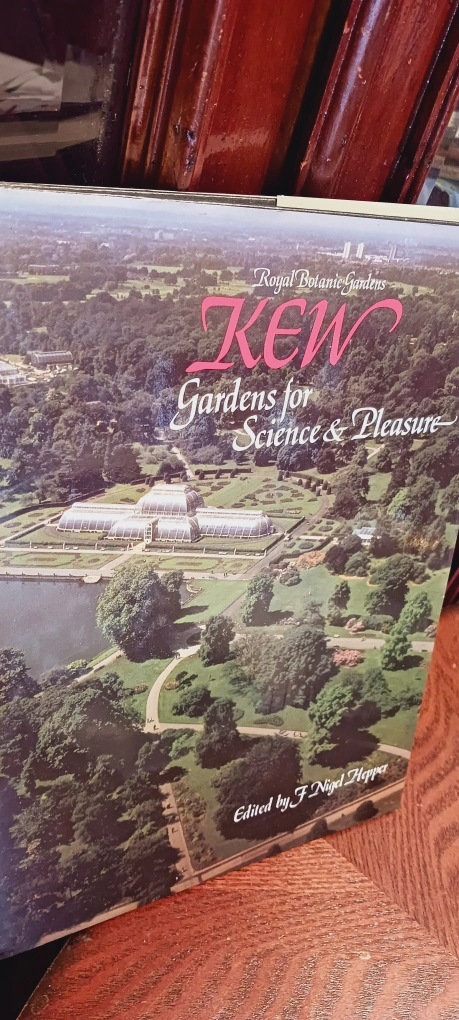 Royal Botanic Gardens
KEW
Gardens for
Science & Pleasure
Edited by F Nigel Hepper